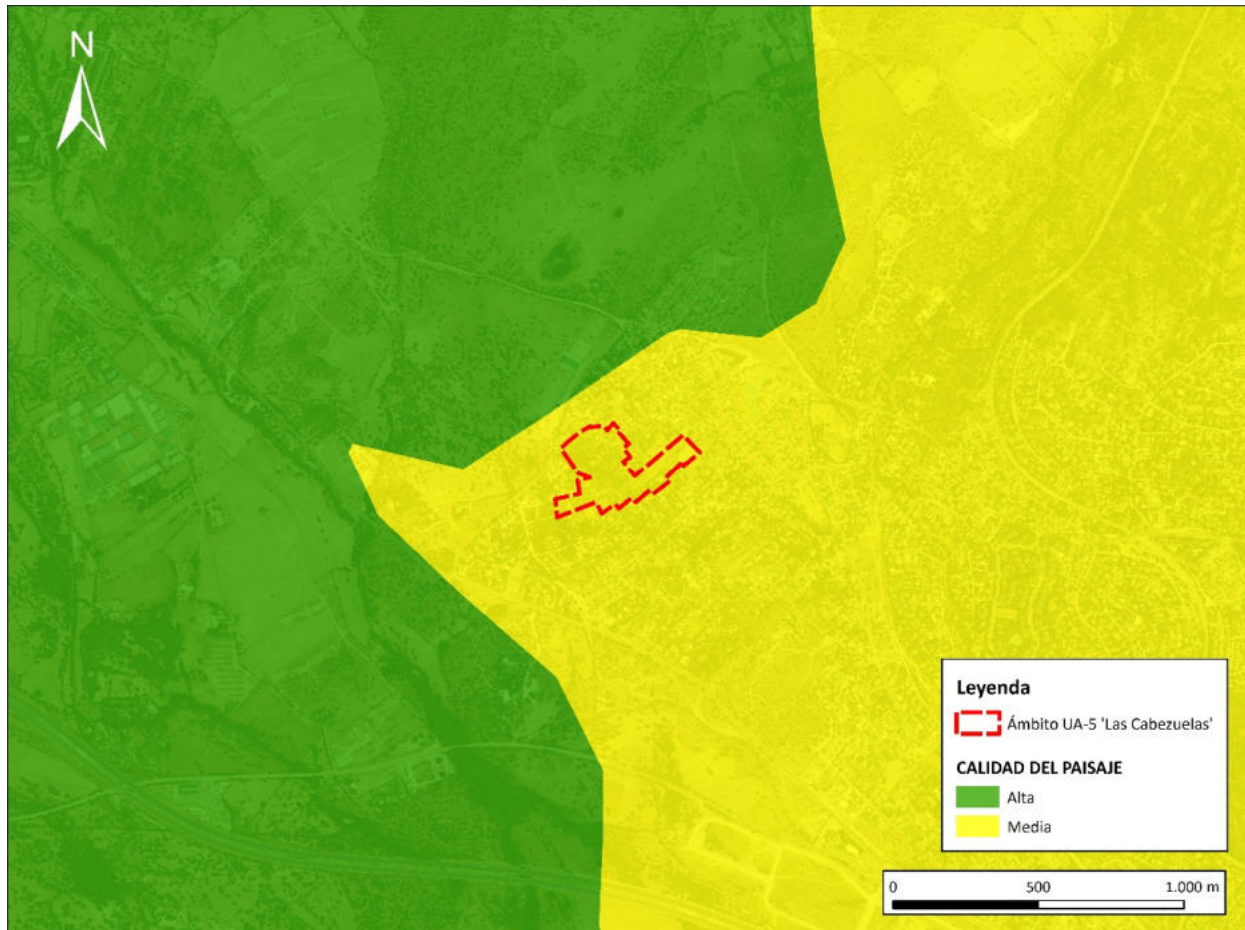 N
Leyenda
Ámbito UA-5 'Las Cabezuelas'
CALIDAD DEL PAISAJE
Alta
Media
0 500 1.000 m